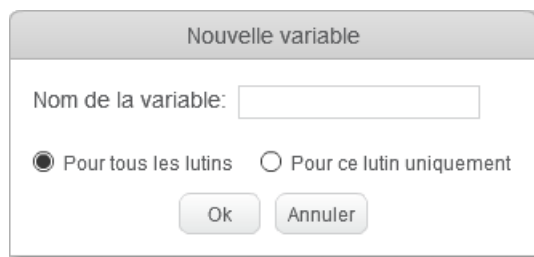 Nouvelle variable
Nom de la variable:
Pour tous les lutins Pour ce lutin uniquement
Ok Annuler